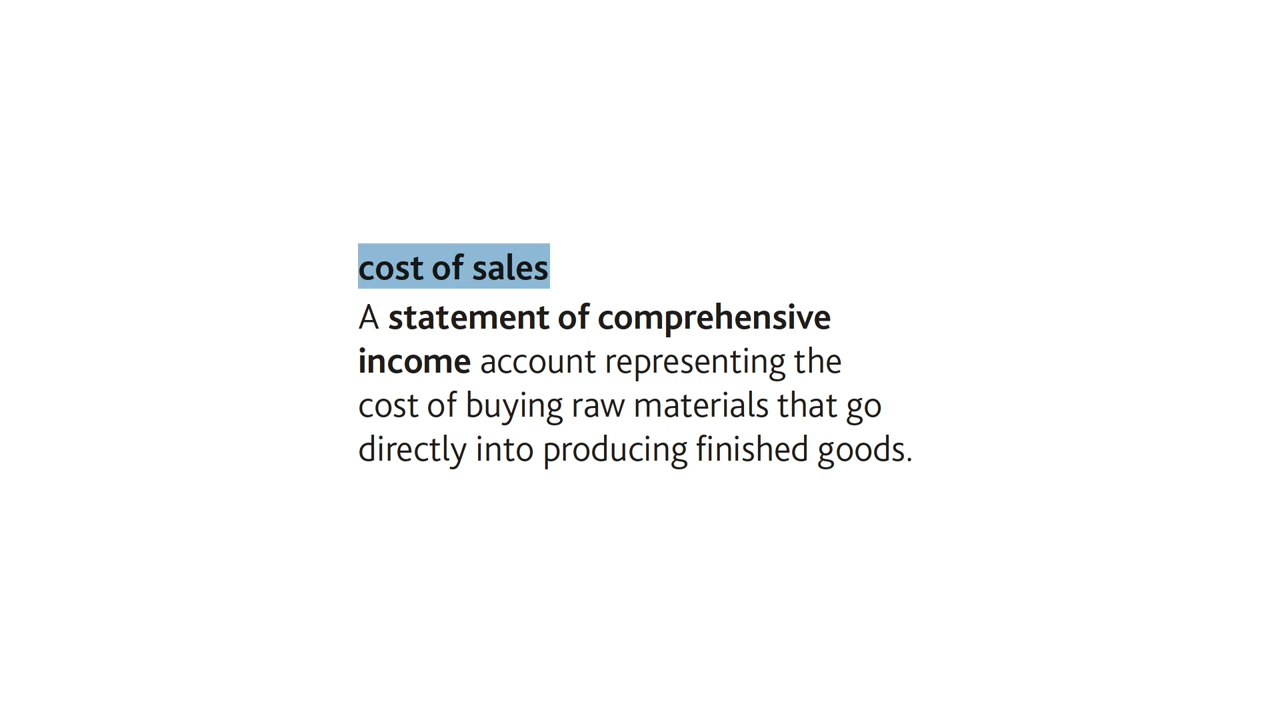 cost of sales
A statement of comprehensive
income account representing the
cost of buying raw materials that go
directly into producing finished goods.